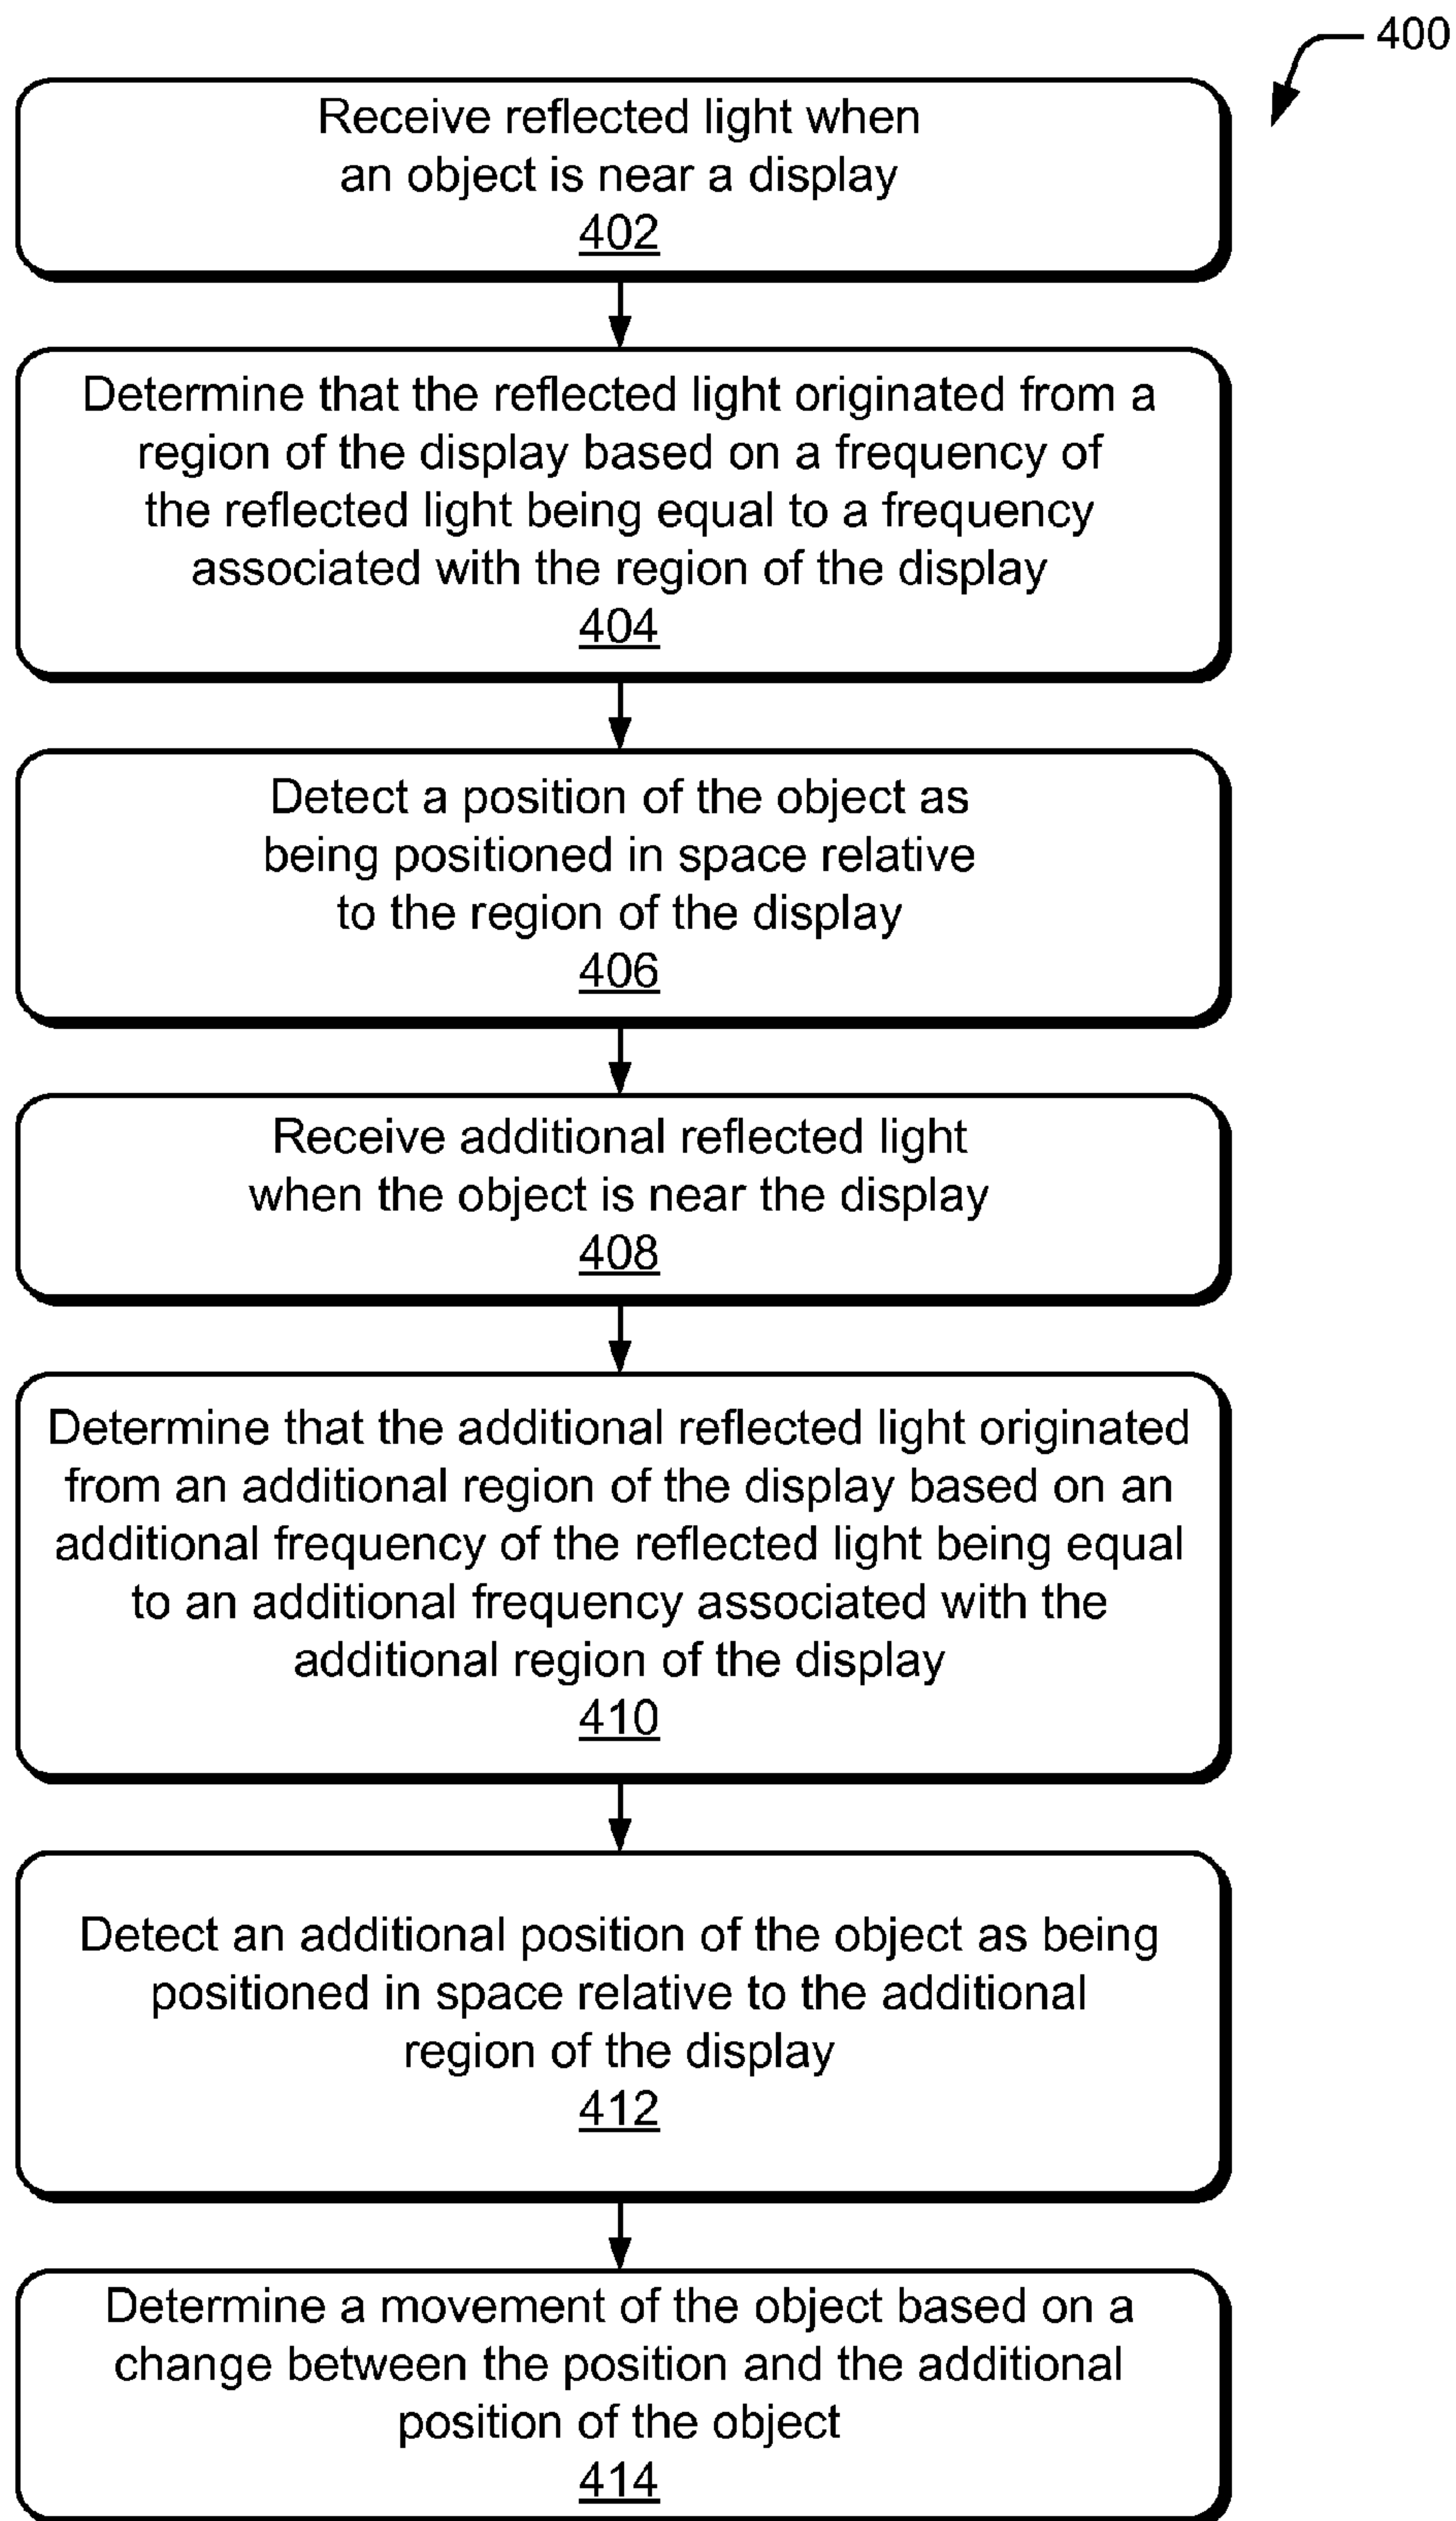 400
Receive reflected light when
an object is near a display
402
Determine that the reflected light originated from a
region of the display based on a frequency of
the reflected light being equal to a frequency
associated with the region of the display
404
Detect a position of the object as
being positioned in space relative
to the region of the display
406
Receive additional reflected light
when the object is near the display
408
Determine that the additional reflected light originated
from an additional region of the display based on an
additional frequency of the reflected light being equal
to an additional frequency associated with the
additional region of the display
410
Detect an additional position of the object as being
positioned in space relative to the additional
region of the display
412
Determine a movement of the object based on a
change between the position and the additional
position of the object
414